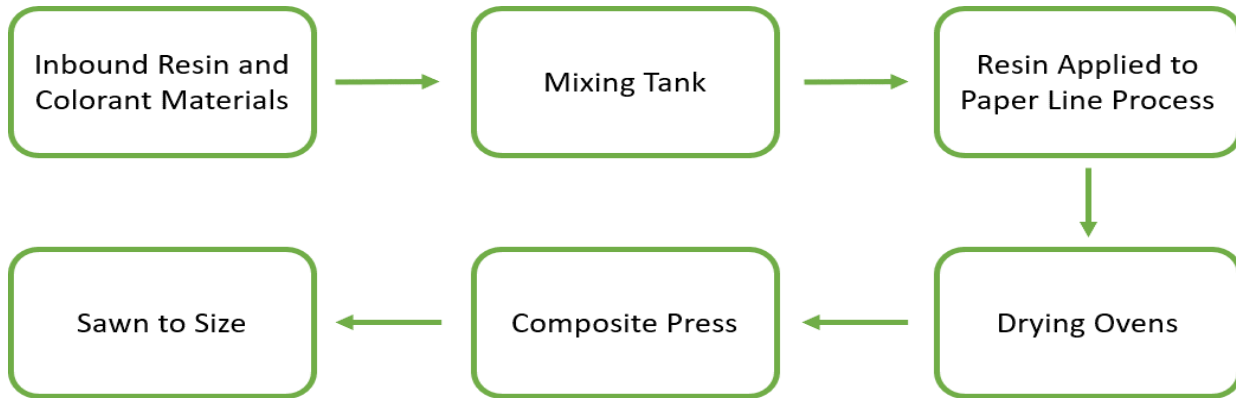 Inbound Resin and
Colorant Materials
Mixing Tank
Resin Applied to
Paper Line Process
Drying Ovens
Composite Press
Sawn to Size